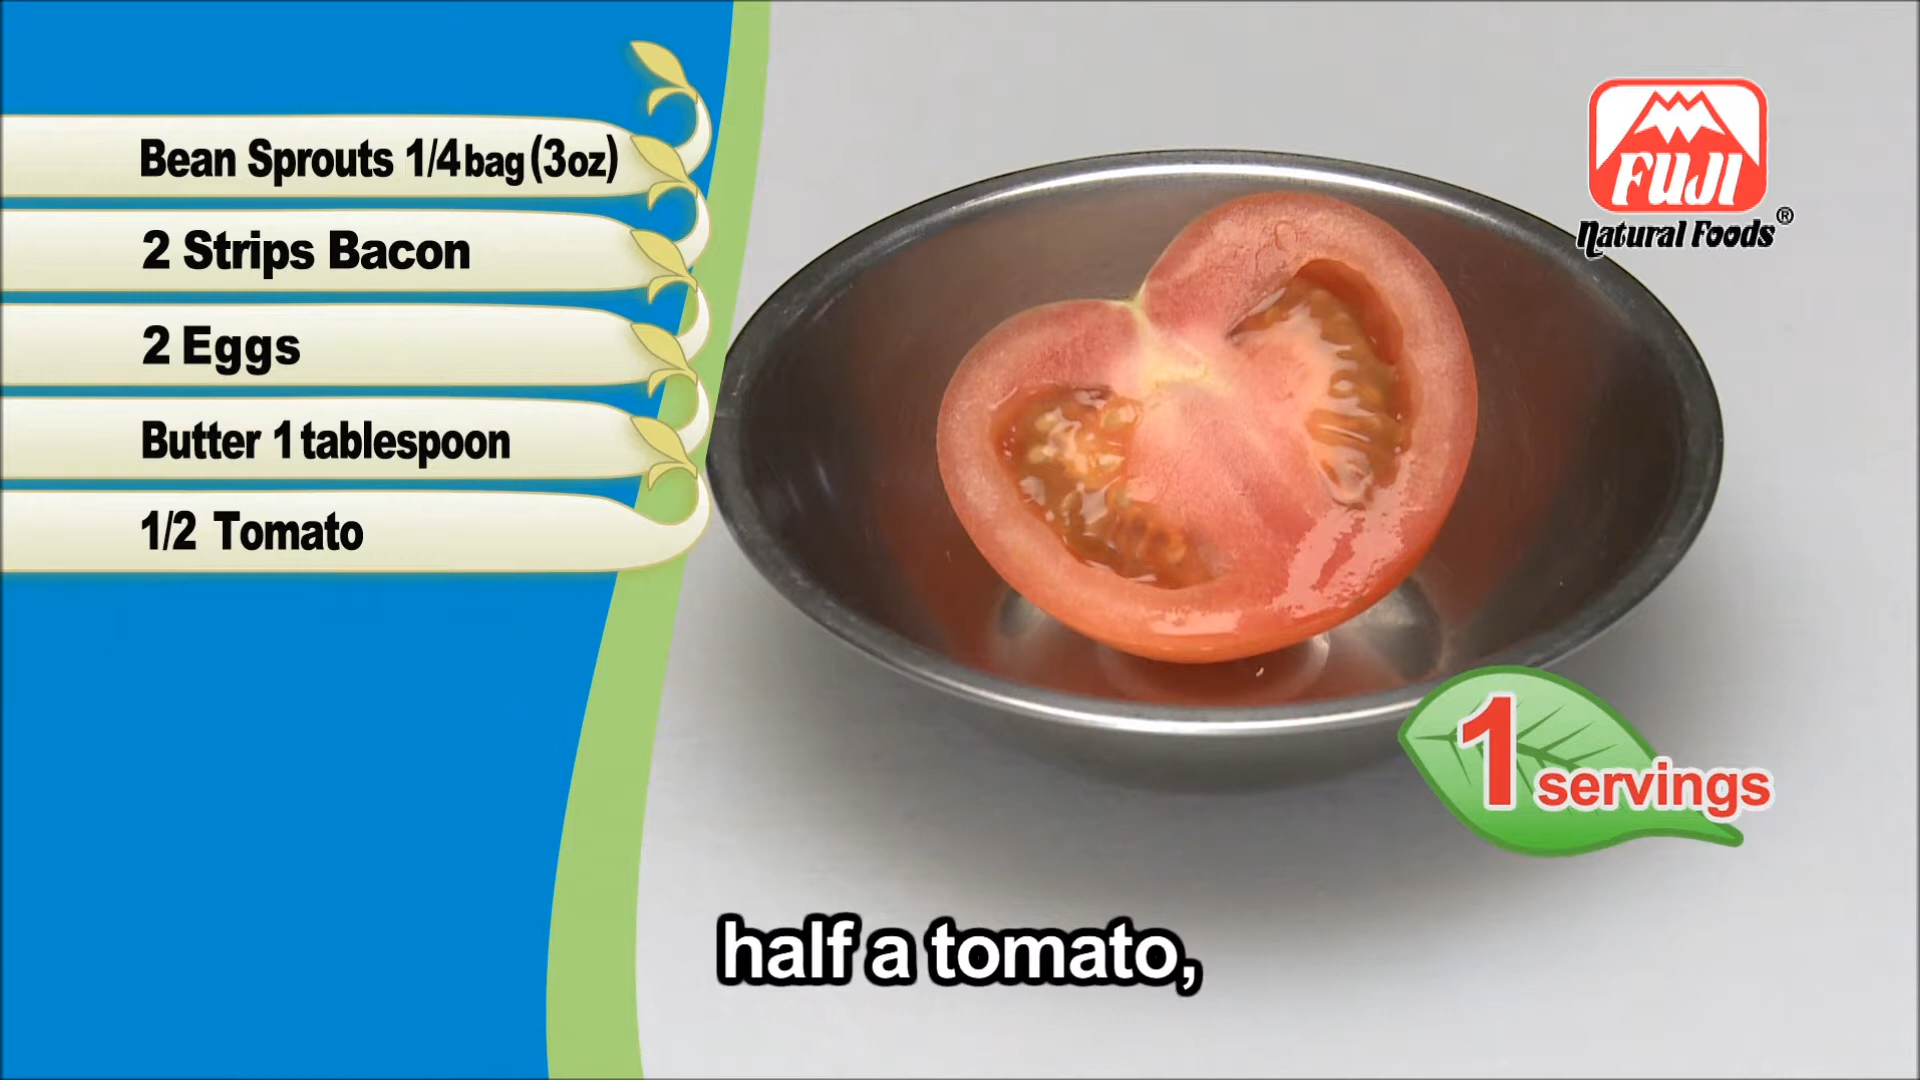 Bean Sprouts 1/4 bag (3oz)
2 Strips Bacon
2 Eggs
Butter 1 tablespoon
1/2 Tomato
FUJI
Natural Foods®
1 servings
half a tomato,